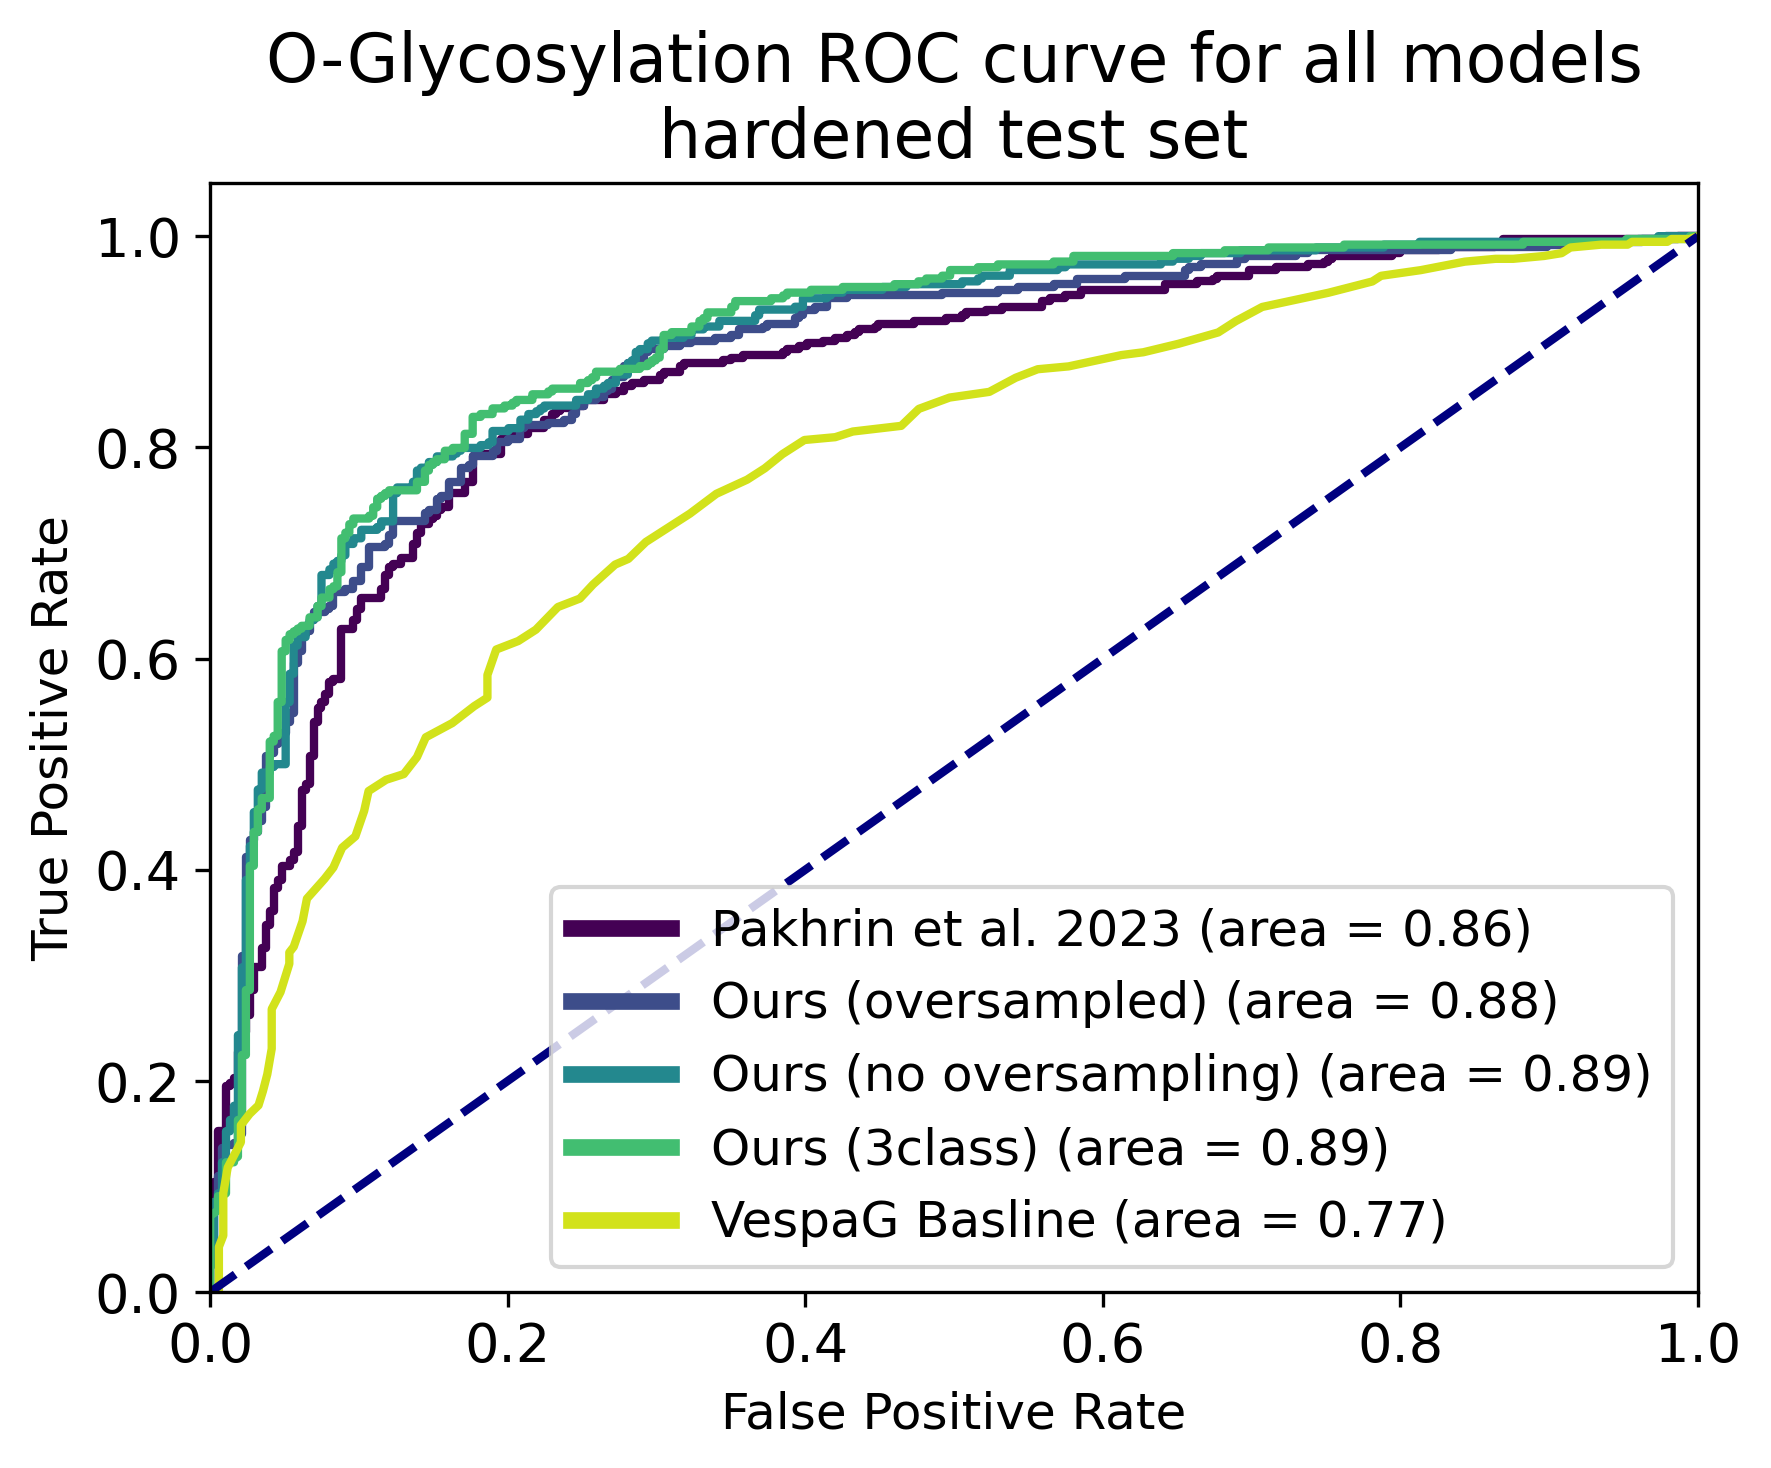 O-Glycosylation ROC curve for all models
hardened test set
1.0
0.8
0.6
0.4
0.2
0.0
True Positive Rate
Pakhrin et al. 2023 (area = 0.86)
Ours (oversampled) (area = 0.88)
Ours (no oversampling) (area = 0.89)
Ours (3class) (area = 0.89)
VespaG Basline (area = 0.77)
0.0 0.2 0.4 0.6 0.8 1.0
False Positive Rate